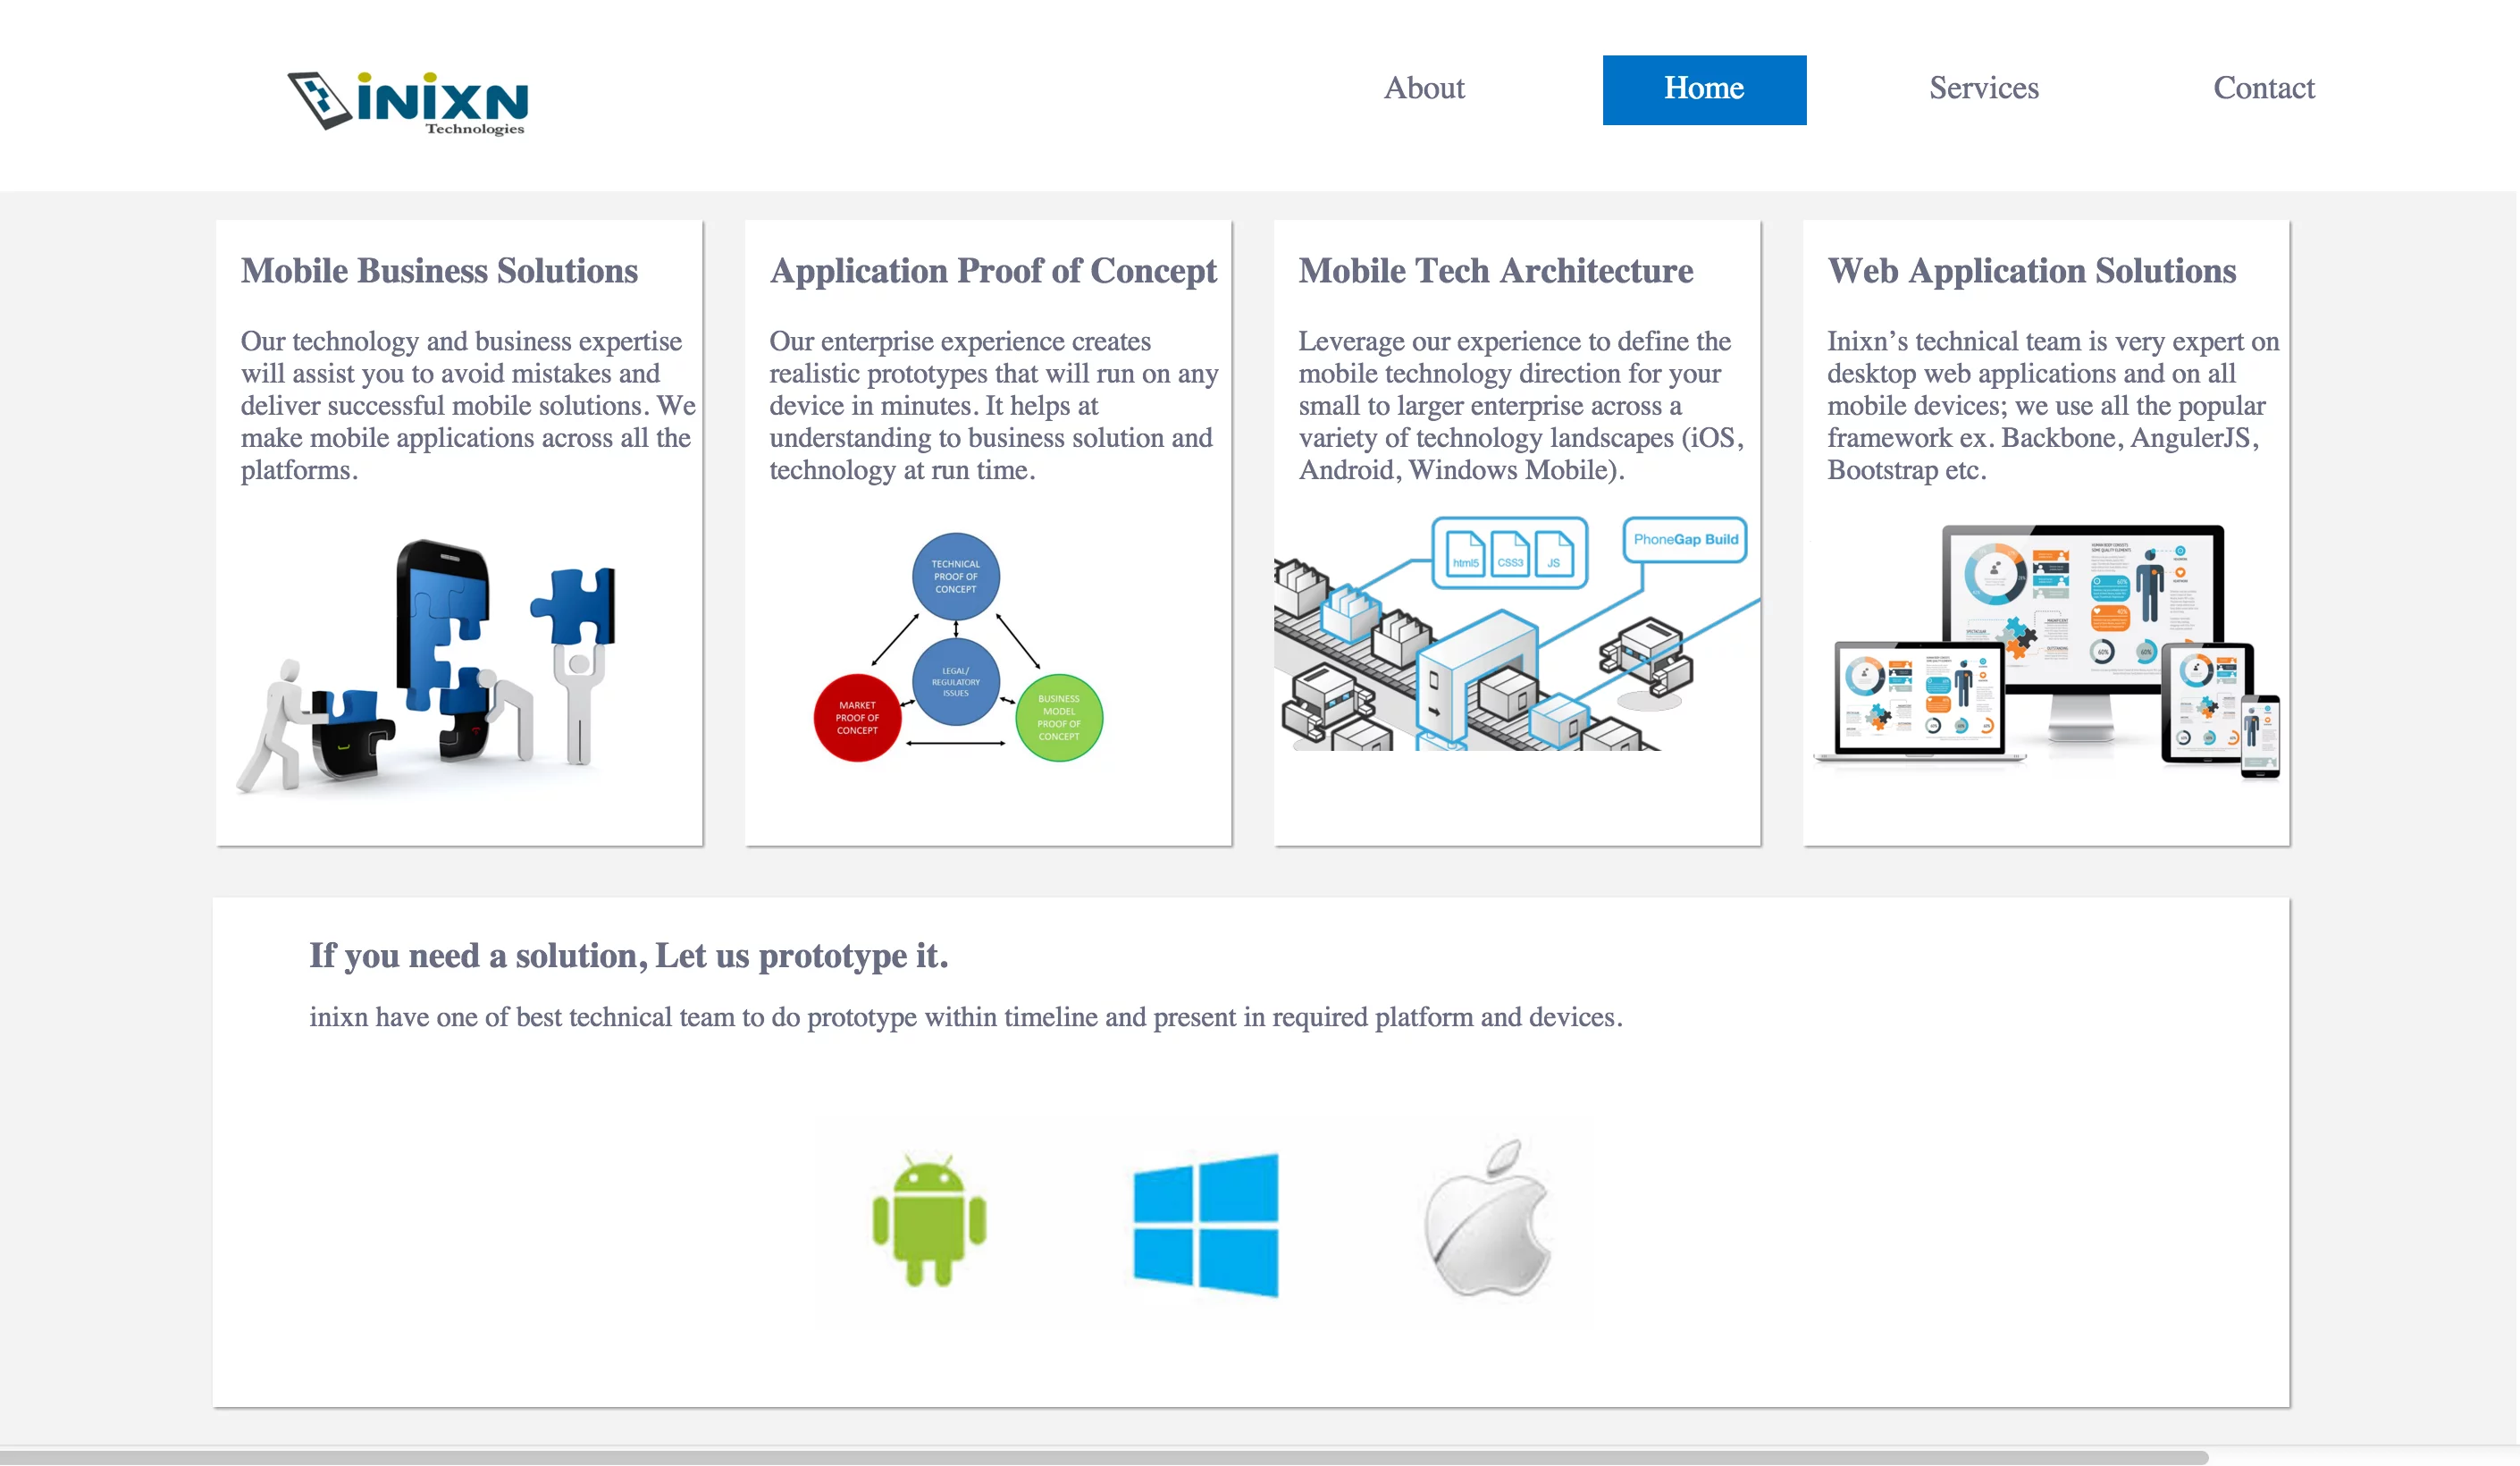 iNiXN
Technologies
About
Home
Services
Contact
Mobile Business Solutions
Our technology and business expertise
will assist you to avoid mistakes and
deliver successful mobile solutions. We
make mobile applications across all the
platforms.
Application Proof of Concept
Our enterprise experience creates
realistic prototypes that will run on any
device in minutes. It helps at
understanding to business solution and
technology at run time.
TECHNICAL
PROOF OF
CONCEPT
LEGAL/
REGULATORY
ISSUES
MARKET
PROOF OF
CONCEPT
BUSINESS
MODEL
PROOF OF
CONCEPT
Mobile Tech Architecture
Leverage our experience to define the
mobile technology direction for your
small to larger enterprise across a
variety of technology landscapes (iOS,
Android, Windows Mobile).
html5
CSS3
JS
PhoneGap Build
Web Application Solutions
Inixn’s technical team is very expert on
desktop web applications and on all
mobile devices; we use all the popular
framework ex. Backbone, AngulerJS,
Bootstrap etc.
If you need a solution, Let us prototype it.
inixn have one of best technical team to do prototype within timeline and present in required platform and devices.